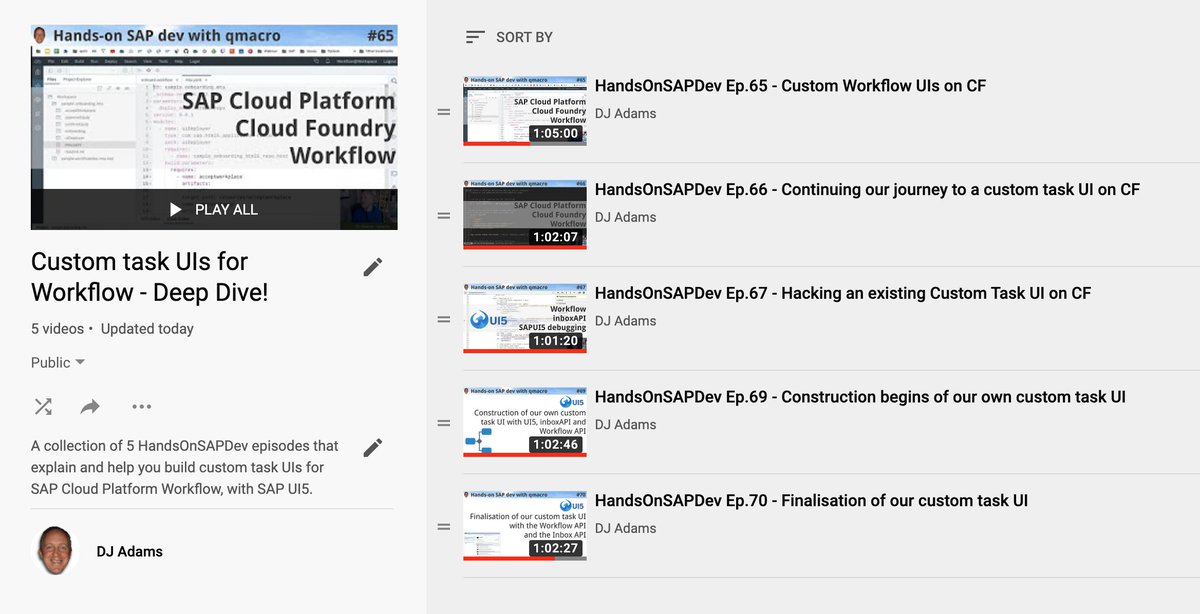 Hands-on SAP dev with qmacro #65
SAP Cloud Platform
Cloud Foundry
Workflow
PLAY ALL
Custom task UIs for
Workflow - Deep Dive!
5 videos • Updated today
Public
A collection of 5 HandsOnSAPDev episodes that
explain and help you build custom task UIs for
SAP Cloud Platform Workflow, with SAP UI5.
DJ Adams
SORT BY
Hands-on SAP dev with qmacro #65
SAP Cloud Platform
Cloud Foundry
Workflow
1:05:00
HandsOnSAPDev Ep.65 - Custom Workflow UIs on CF
DJ Adams
Hands-on SAP dev with qmacro #66
SAP Cloud Platform
Cloud Foundry
Workflow
1:02:07
HandsOnSAPDev Ep.66 - Continuing our journey to a custom task UI on CF
DJ Adams
Hands-on SAP dev with qmacro #67
UI5
Workflow
inboxAPI
SAPUI5 debugging
1:01:20
HandsOnSAPDev Ep.67 - Hacking an existing Custom Task UI on CF
DJ Adams
Hands-on SAP dev with qmacro #69
UI5
Construction of our own custom
task UI with UI5, inboxAPI and
Workflow API
1:02:46
HandsOnSAPDev Ep.69 - Construction begins of our own custom task UI
DJ Adams
Hands-on SAP dev with qmacro #70
UI5
Finalisation of our custom task UI
with the Workflow API
and the Inbox API
1:02:27
HandsOnSAPDev Ep.70 - Finalisation of our custom task UI
DJ Adams